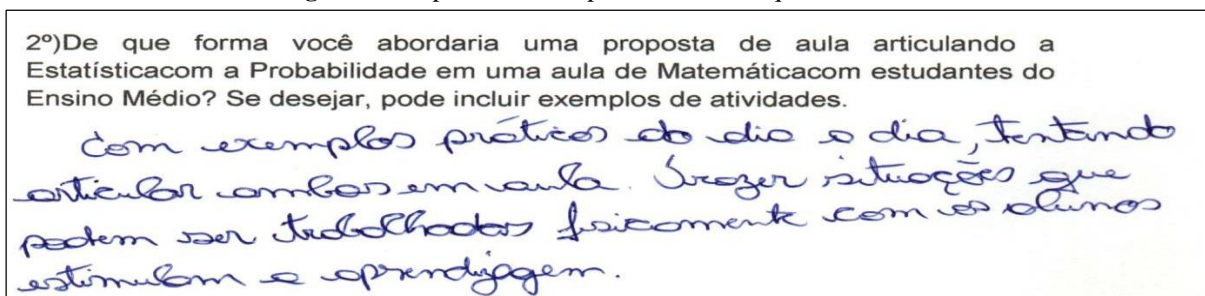 2º)De que forma você abordaria uma proposta de aula articulando a
Estatísticacom a Probabilidade em uma aula de Matemáticacom estudantes do
Ensino Médio? Se desejar, pode incluir exemplos de atividades.
Com exemplos práticos do dia a dia, tentando
articular ambas em aula. Trazer situações que
podem ser trabalhadas fisicamente com os alunos
estimulam a aprendizagem.